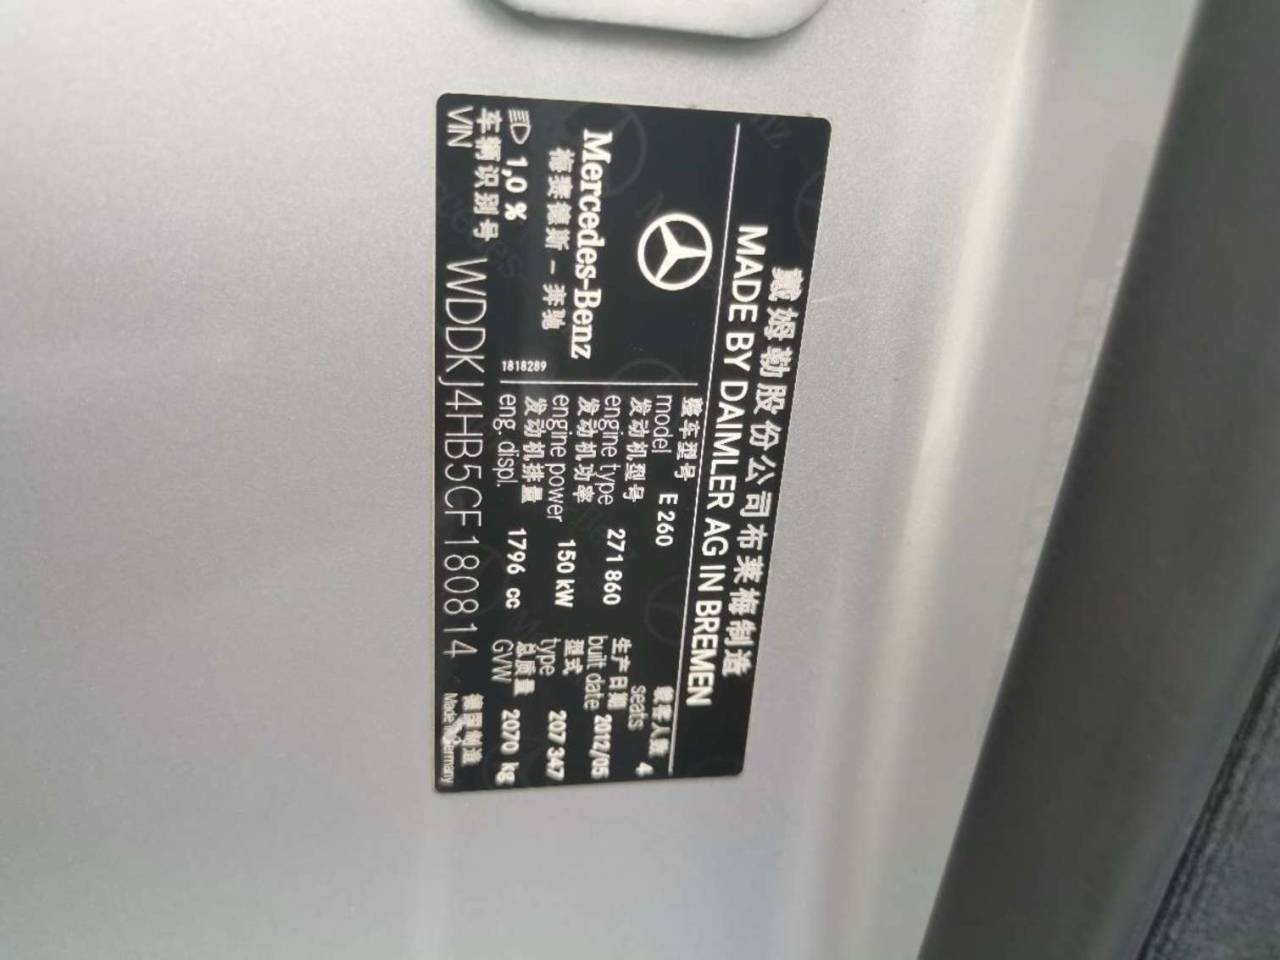 戴姆勒股份公司布莱梅制造
MADE BY DAIMLER AG IN BREMEN
Mercedes-Benz
梅赛德斯-奔驰
1,0 %
1818289
整车型号
model E 260
发动机型号
engine type 271 860
发动机功率
engine power 150 kW
发动机排量
eng. displ. 1796 cc
载客人数
seats 4
生产日期
built date 2012/05
型式
type 207 347
总质量
GVW 2070 kg
车辆识别号
VIN WDDKJ4HB5CF180814
德国制造
Made in Germany